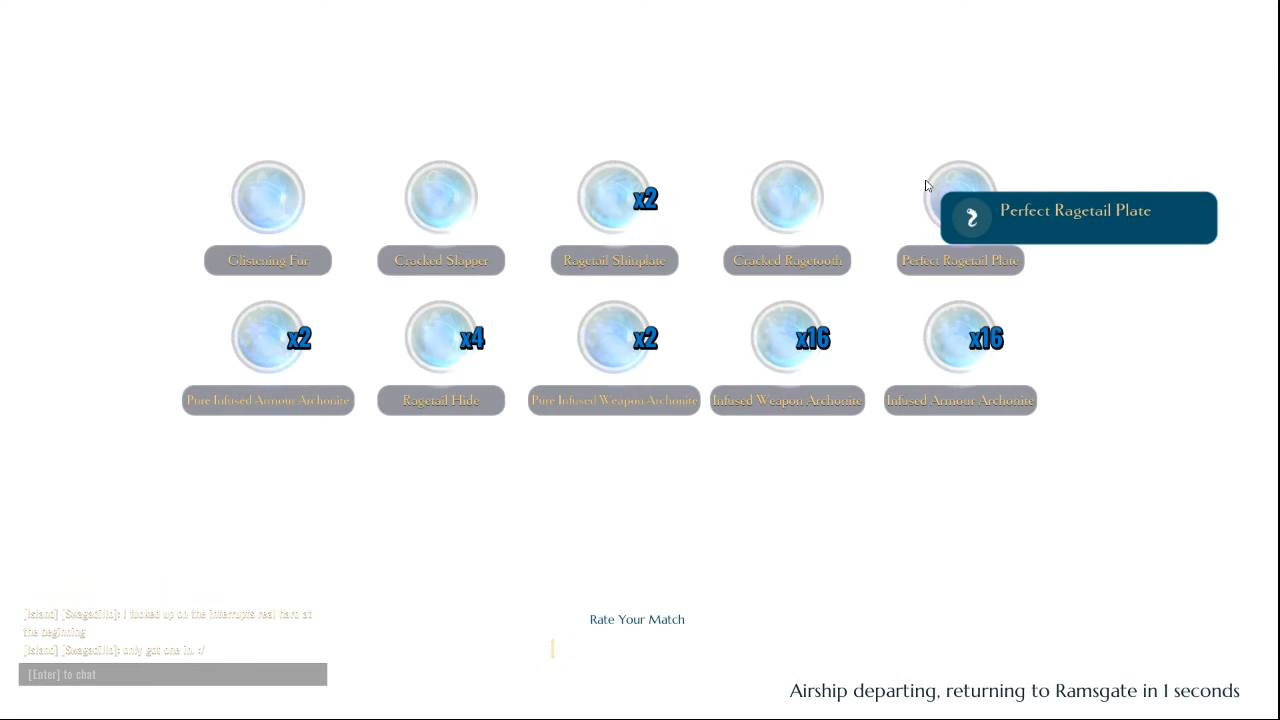 x2
Perfect Ragetail Plate
Glistening Fur
Cracked Slapper
Ragetail Shinplate
Cracked Ragetooth
Perfect Ragetail Plate
x2
x4
x2
x16
x16
Pure Infused Armour Archonite
Ragetail Hide
Pure Infused Weapon Archonite
Infused Weapon Archonite
Infused Armour Archonite
[Island] [Swagadillo]: I fucked up on the interrupts real hard at
the beginning
[Island] [Swagadillo]: only got one in. :/
[Enter] to chat
Rate Your Match
1
Airship departing, returning to Ramsgate in 1 seconds